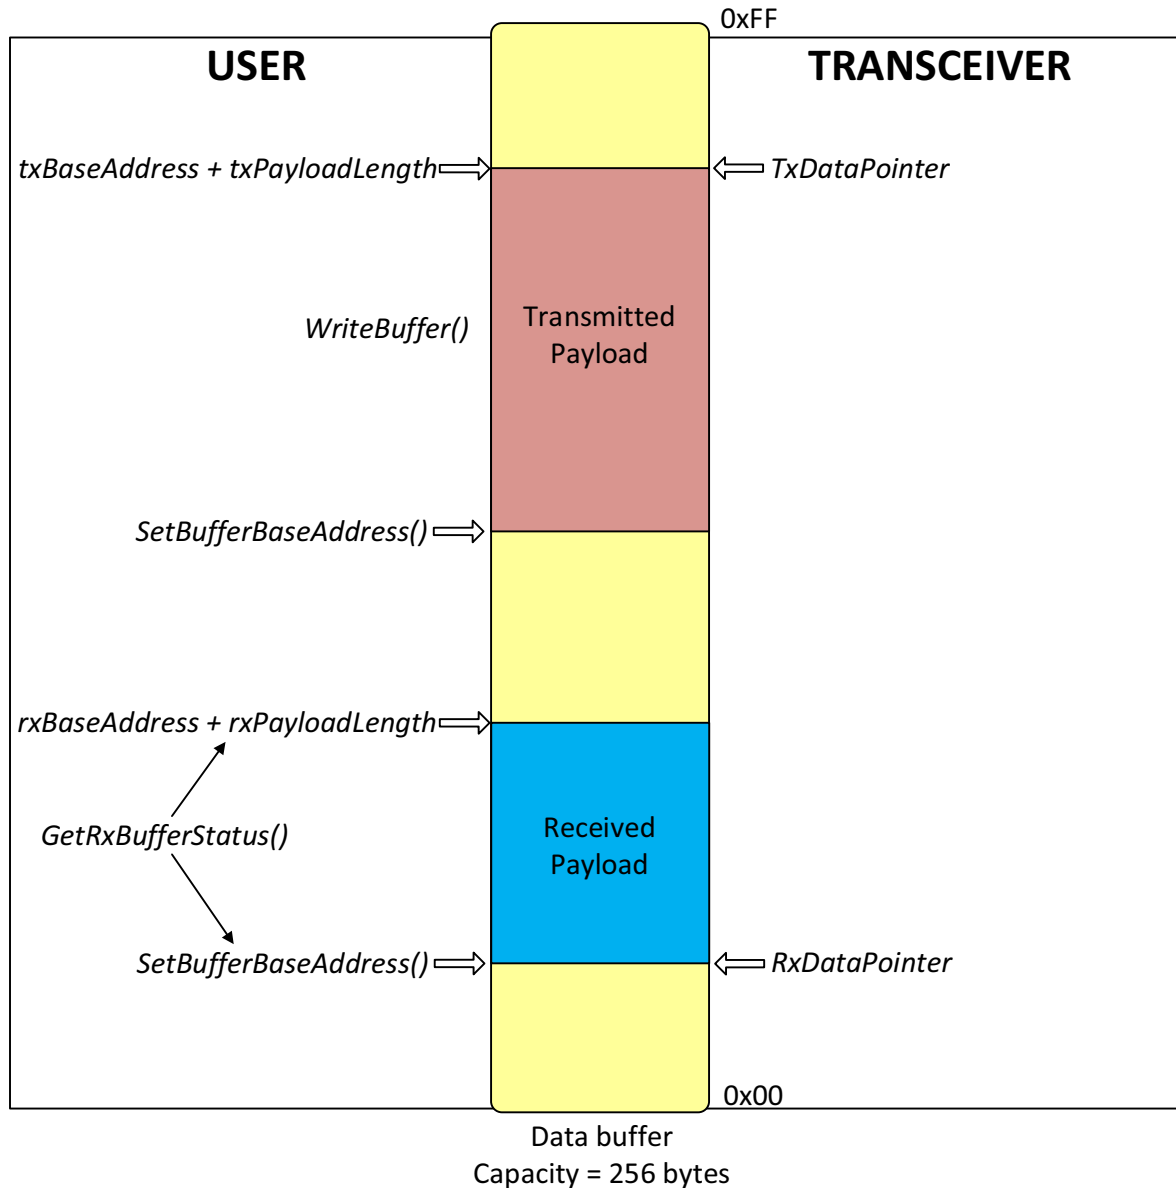 0xFF
USER
TRANSCEIVER
txBaseAddress + txPayloadLength
TxDataPointer
WriteBuffer()
Transmitted
Payload
SetBufferBaseAddress()
rxBaseAddress + rxPayloadLength
GetRxBufferStatus()
Received
Payload
SetBufferBaseAddress()
RxDataPointer
0x00
Data buffer
Capacity = 256 bytes